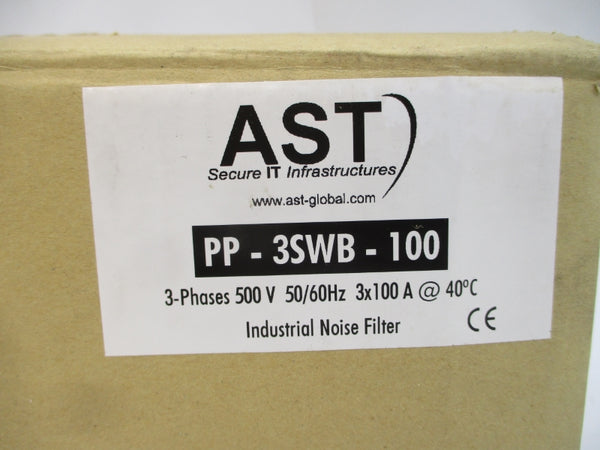 AST
Secure IT Infrastructures
www.ast-global.com
PP - 3SWB - 100
3-Phases 500 V 50/60Hz 3x100 A @ 40ºC
Industrial Noise Filter CE